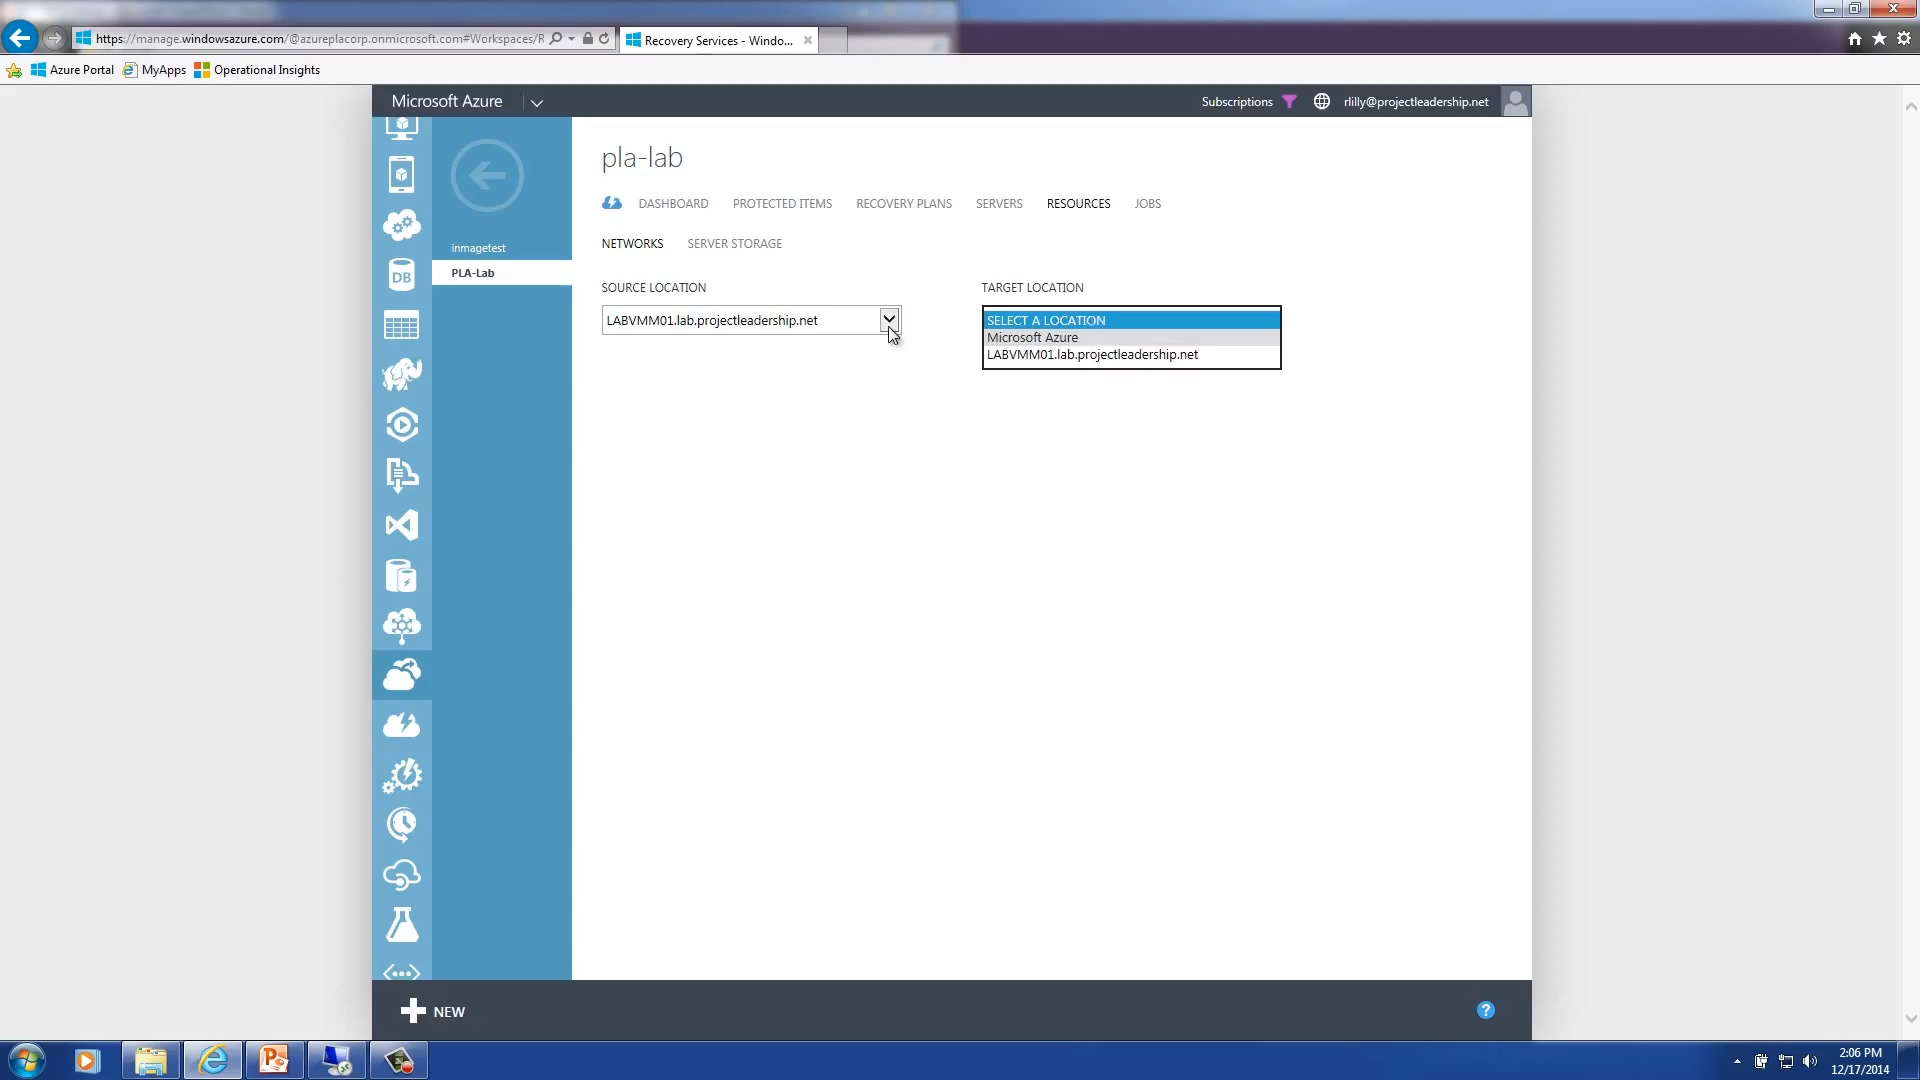 https://manage.windowsazure.com/@azureplacorp.onmicrosoft.com#Workspaces/R
Recovery Services - Windo...
Azure Portal
MyApps
Operational Insights
Microsoft Azure
Subscriptions
rlilly@projectleadership.net
inmagetest
PLA-Lab
pla-lab
DASHBOARD PROTECTED ITEMS RECOVERY PLANS SERVERS RESOURCES JOBS
NETWORKS SERVER STORAGE
SOURCE LOCATION
LABVMM01.lab.projectleadership.net
TARGET LOCATION
SELECT A LOCATION
Microsoft Azure
LABVMM01.lab.projectleadership.net
DB
NEW
?
2:06 PM
12/17/2014